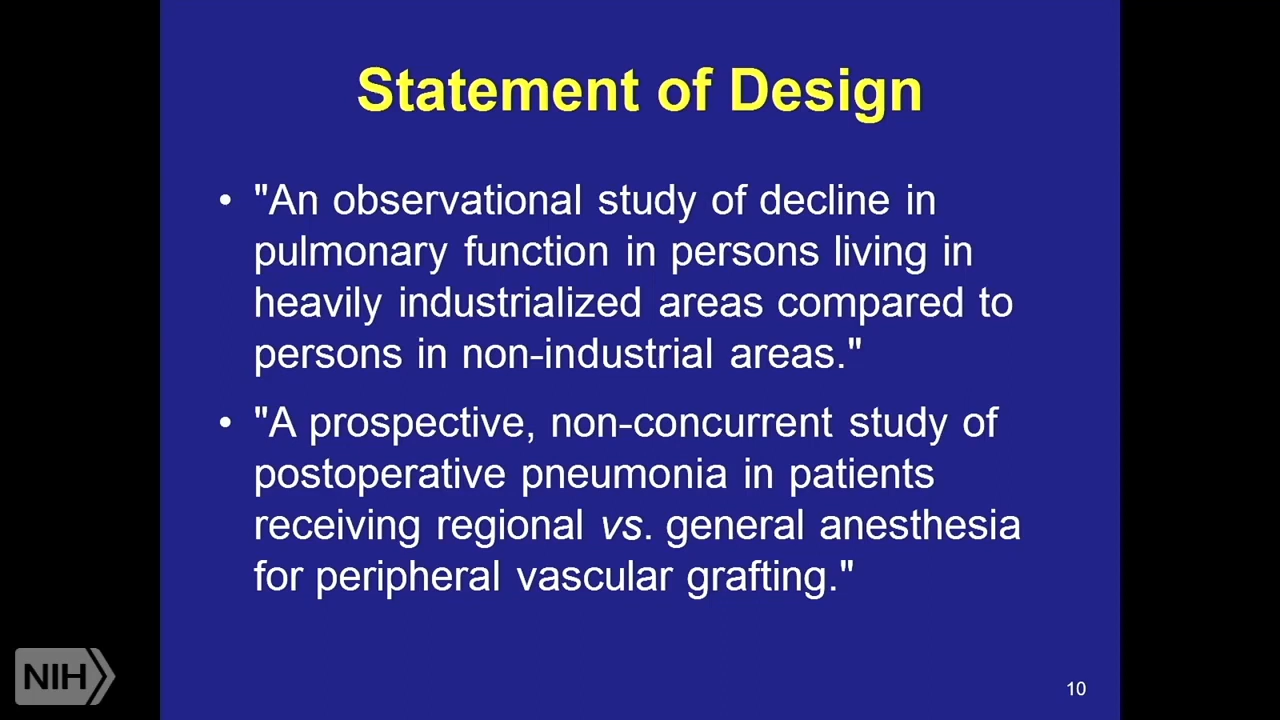 Statement of Design
• "An observational study of decline in
pulmonary function in persons living in
heavily industrialized areas compared to
persons in non-industrial areas."
• "A prospective, non-concurrent study of
postoperative pneumonia in patients
receiving regional vs. general anesthesia
for peripheral vascular grafting."
NIH
10